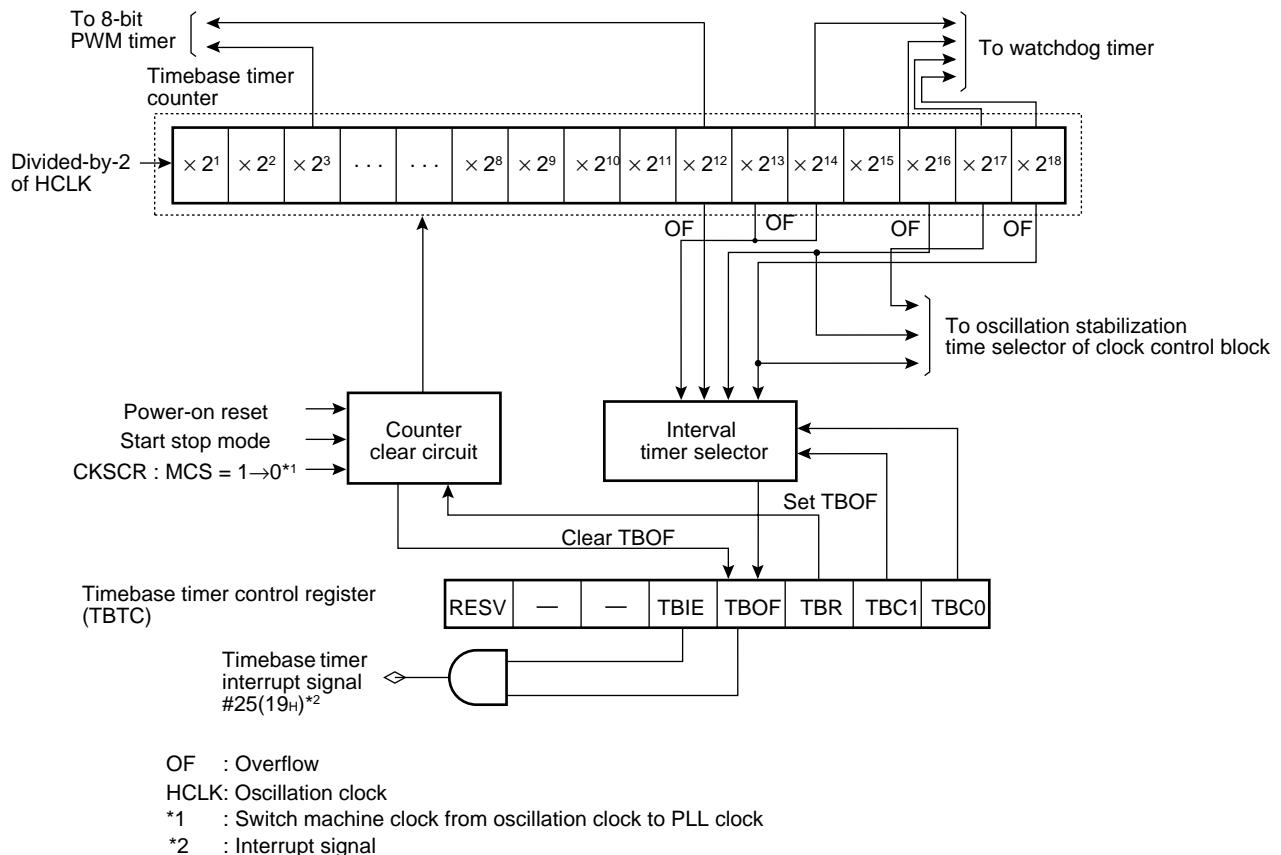 To 8-bit
PWM timer
To watchdog timer
Timebase timer
counter
Divided-by-2
of HCLK
× 2¹ × 2² × 2³ · · · · · · × 2⁸ × 2⁹ × 2¹⁰ × 2¹¹ × 2¹² × 2¹³ × 2¹⁴ × 2¹⁵ × 2¹⁶ × 2¹⁷ × 2¹⁸
OF OF OF OF
To oscillation stabilization
time selector of clock control block
Power-on reset
Start stop mode
CKSCR : MCS = 1→0*1
Counter
clear circuit
Interval
timer selector
Set TBOF
Clear TBOF
Timebase timer control register
(TBTC)
RESV — — TBIE TBOF TBR TBC1 TBC0
Timebase timer
interrupt signal
#25(19H)*2
OF : Overflow
HCLK: Oscillation clock
*1 : Switch machine clock from oscillation clock to PLL clock
*2 : Interrupt signal